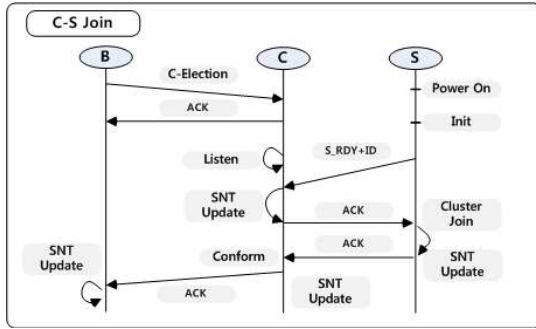 C-S Join
B
C
S
C-Election
Power On
ACK
Init
S_RDY+ID
Listen
SNT
Update
ACK
Cluster
Join
ACK
SNT
Update
Conform
SNT
Update
ACK
SNT
Update